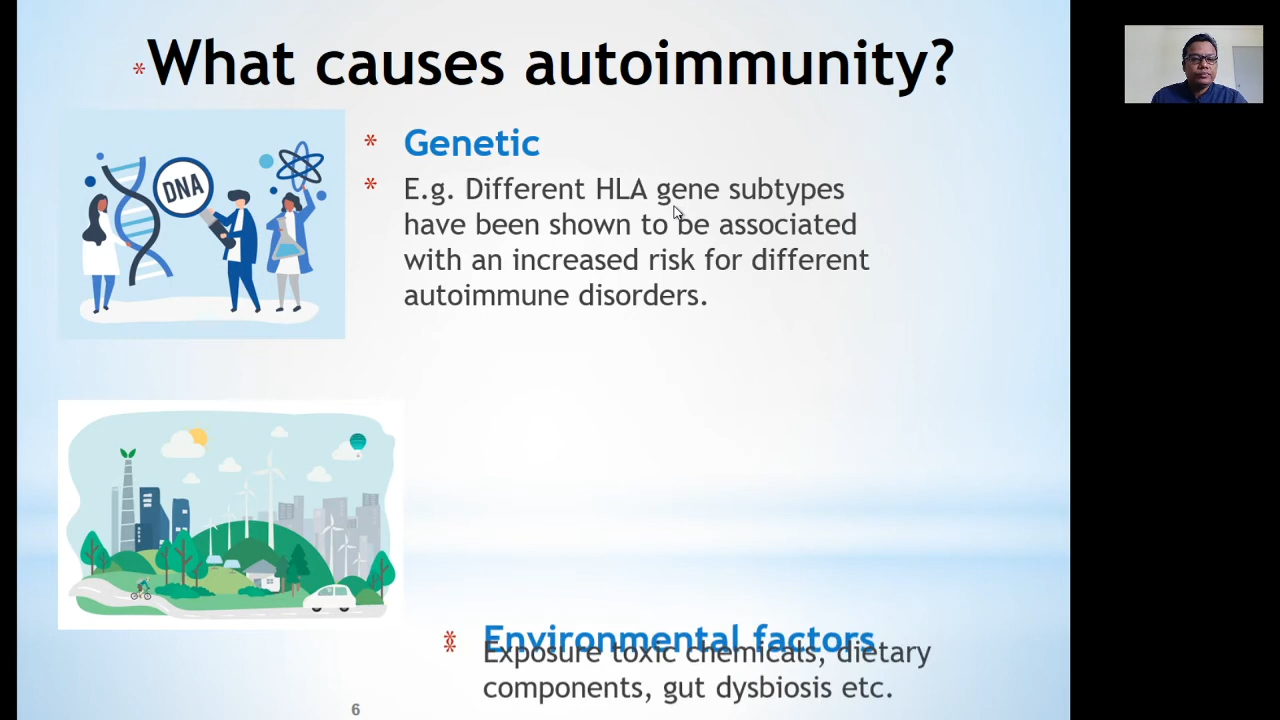 * What causes autoimmunity?
DNA
* Genetic
* E.g. Different HLA gene subtypes
have been shown to be associated
with an increased risk for different
autoimmune disorders.
* Environmental factors
* Exposure toxic chemicals, dietary
components, gut dysbiosis etc.
6